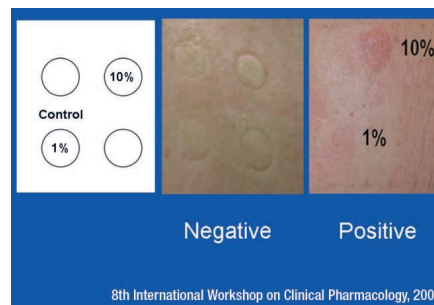 10%
Control
1%
10%
1%
Negative Positive
8th International Workshop on Clinical Pharmacology, 200